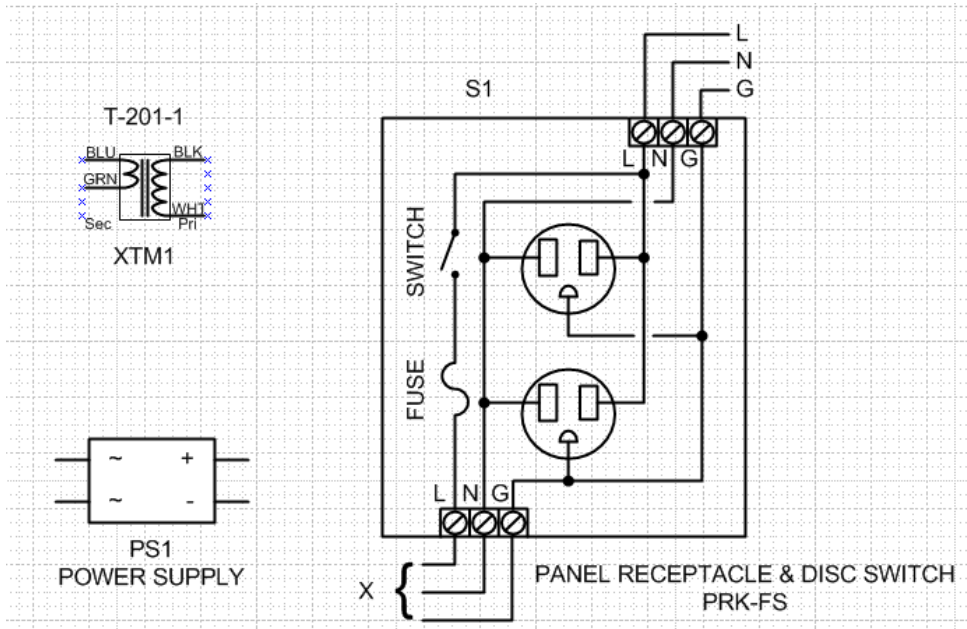 T-201-1
BLU
BLK
GRN
WHT
Sec
Pri
XTM1
~
+
~
-
PS1
POWER SUPPLY
S1
L
N
G
L N G
SWITCH
FUSE
L N G
X
PANEL RECEPTACLE & DISC SWITCH
PRK-FS